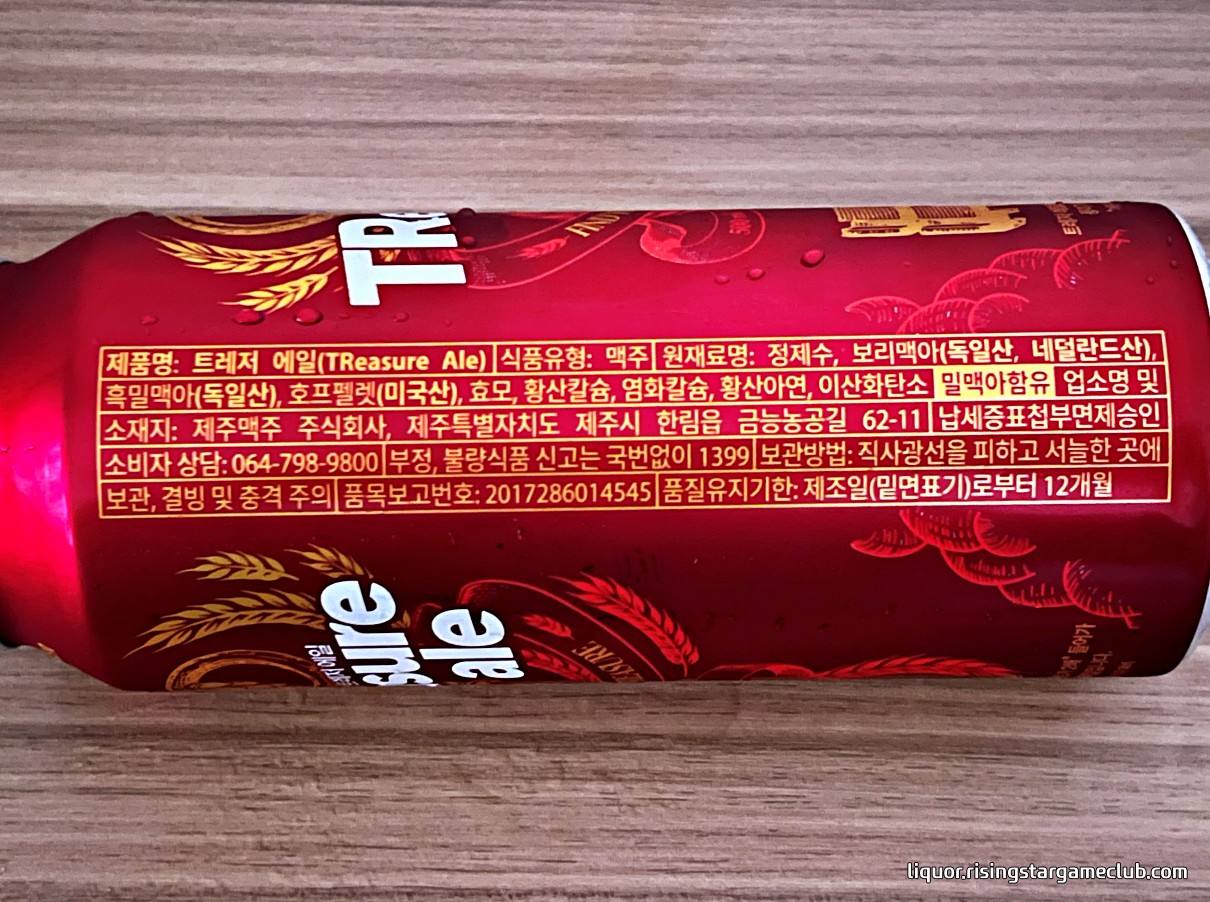 TRe
제품명: 트레저 에일(TReasure Ale) 식품유형: 맥주 원재료명: 정제수, 보리맥아(독일산, 네덜란드산),
흑밀맥아(독일산), 호프펠렛(미국산), 효모, 황산칼슘, 염화칼슘, 황산아연, 이산화탄소 밀맥아함유 업소명 및
소재지: 제주맥주 주식회사, 제주특별자치도 제주시 한림읍 금능농공길 62-11 납세증표첩부면제승인
소비자 상담: 064-798-9800 부정, 불량식품 신고는 국번없이 1399 보관방법: 직사광선을 피하고 서늘한 곳에
보관, 결빙 및 충격 주의 품목보고번호: 2017286014545 품질유지기한: 제조일(밑면표기)로부터 12개월
sure
ale
들어가
liquor.risingstargameclub.com